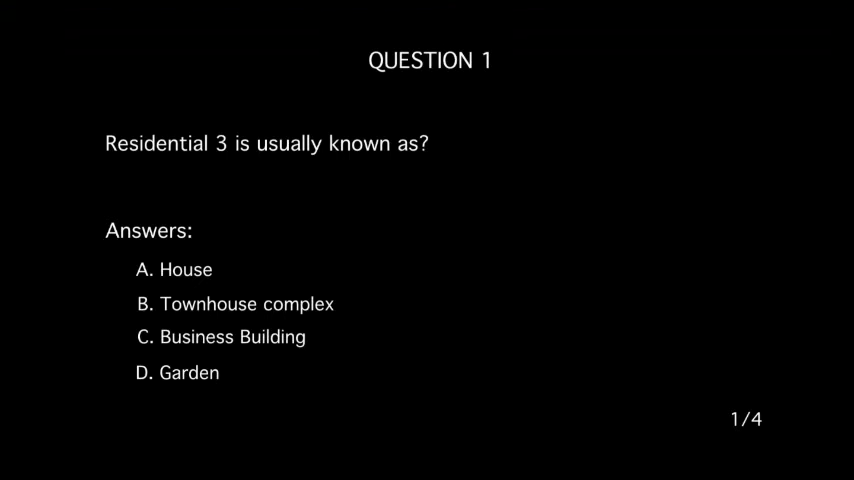 QUESTION 1
Residential 3 is usually known as?
Answers:
A. House
B. Townhouse complex
C. Business Building
D. Garden
1/4